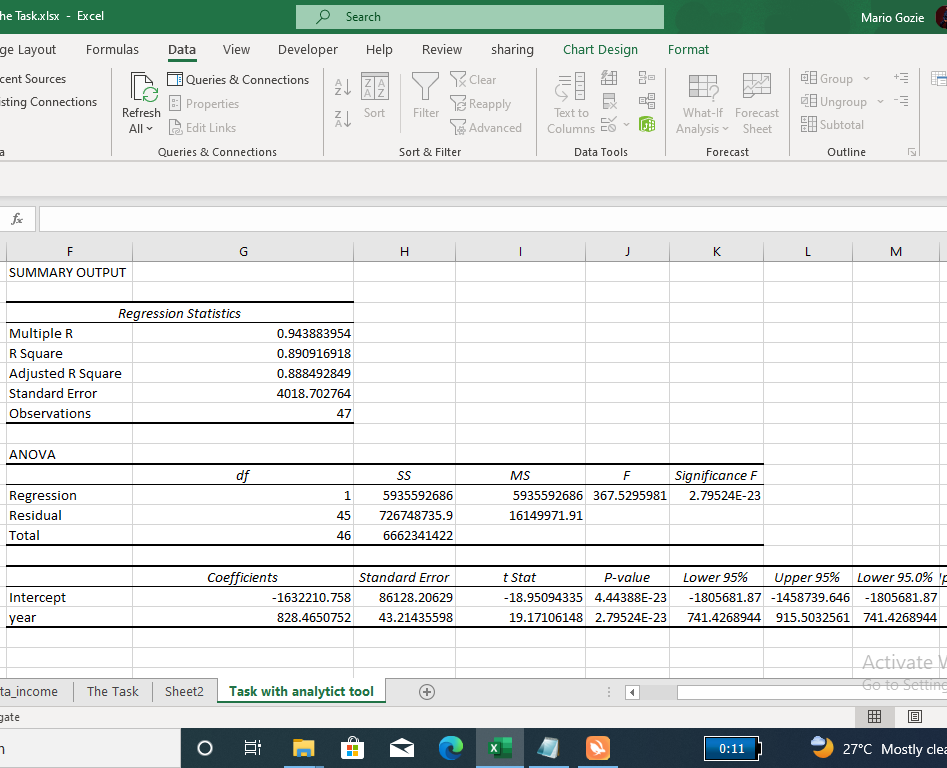 he Task.xlsx - Excel Search Mario Gozie
ge Layout Formulas Data View Developer Help Review sharing Chart Design Format
cent Sources
isting Connections
Refresh
All
Queries & Connections
Properties
Edit Links
Queries & Connections
Sort
Filter
Clear
Reapply
Advanced
Sort & Filter
Text to
Columns
Data Tools
What-If
Analysis
Forecast
Sheet
Forecast
Group
Ungroup
Subtotal
Outline
fx
F G H I J K L M
SUMMARY OUTPUT
Regression Statistics
Multiple R 0.943883954
R Square 0.890916918
Adjusted R Square 0.888492849
Standard Error 4018.702764
Observations 47
ANOVA
df SS MS F Significance F
Regression 1 5935592686 5935592686 367.5295981 2.79524E-23
Residual 45 726748735.9 16149971.91
Total 46 6662341422
Coefficients Standard Error t Stat P-value Lower 95% Upper 95% Lower 95.0%
Intercept -1632210.758 86128.20629 -18.95094335 4.44388E-23 -1805681.87 -1458739.646 -1805681.87
year 828.4650752 43.21435598 19.17106148 2.79524E-23 741.4268944 915.5032561 741.4268944
Activate W
Go to Setting
ta_income The Task Sheet2 Task with analytict tool
gate
n 0:11 27°C Mostly clea